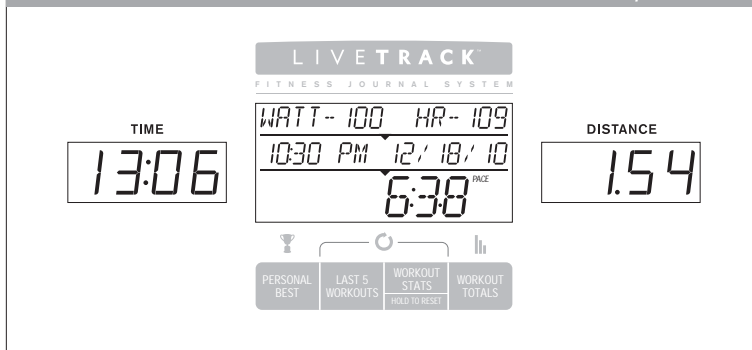 LIVETRACK™
FITNESS JOURNAL SYSTEM
WATT-100 HR-109
TIME
DISTANCE
13:06
10:30 PM 12/18/10
1.54
6:38 PACE
PERSONAL BEST
LAST 5 WORKOUTS
WORKOUT STATS
HOLD TO RESET
WORKOUT TOTALS